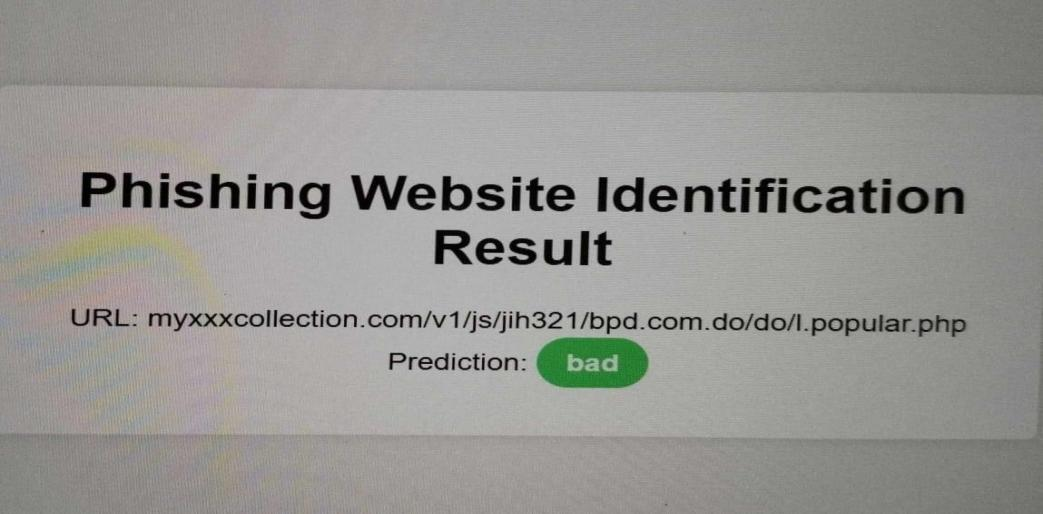 Phishing Website Identification
Result
URL: myxxxcollection.com/v1/js/jih321/bpd.com.do/do/l.popular.php
Prediction: bad